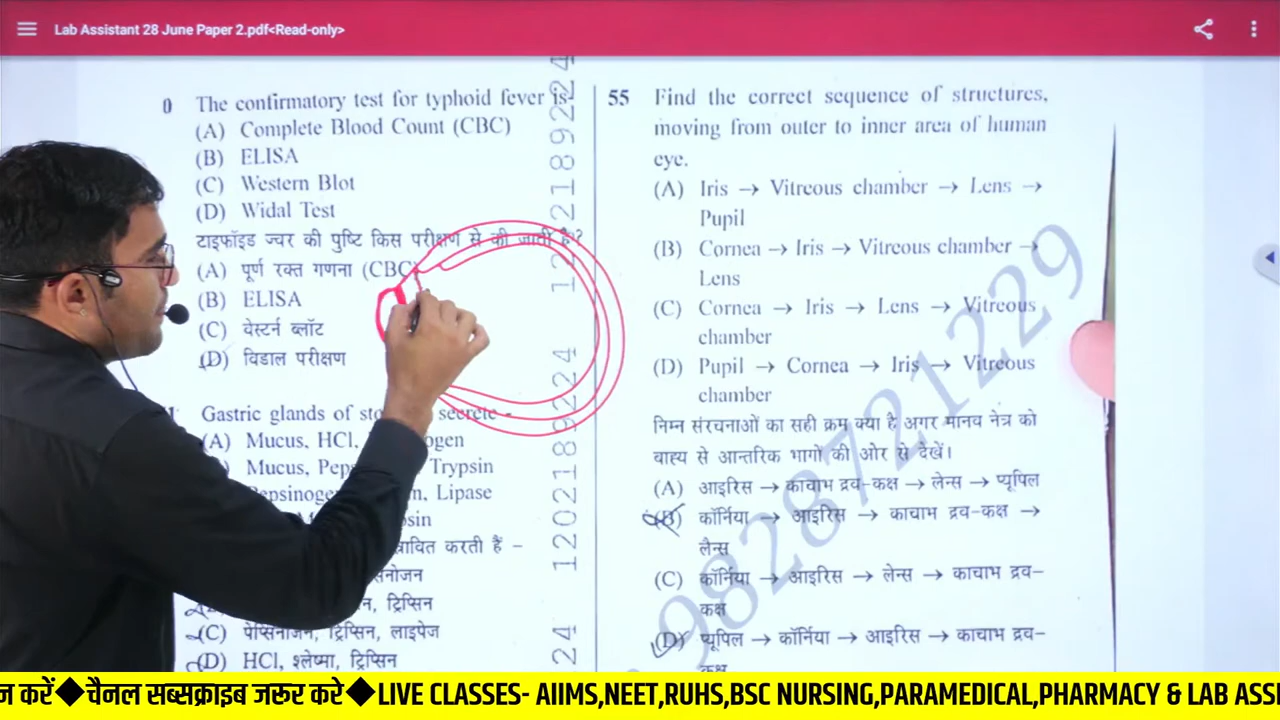 Lab Assistant 28 June Paper 2.pdf<Read-only>
0 The confirmatory test for typhoid fever is-
(A) Complete Blood Count (CBC)
(B) ELISA
(C) Western Blot
(D) Widal Test
टाइफॉइड ज्वर की पुष्टि किस परीक्षण से की जाती है?
(A) पूर्ण रक्त गणना (CBC)
(B) ELISA
(C) वेस्टर्न ब्लॉट
(D) विडाल परीक्षण
Gastric glands of secrete -
(A) Mucus, HCl,
Mucus, Trypsin
Lipase
करती हैं –
ट्रिप्सिन
(C) पेप्सिनोजन, ट्रिप्सिन, लाइपेज
(D) HCl, श्लेष्मा, ट्रिप्सिन
55 Find the correct sequence of structures,
moving from outer to inner area of human
eye.
(A) Iris → Vitreous chamber → Lens →
Pupil
(B) Cornea → Iris → Vitreous chamber →
Lens
(C) Cornea → Iris → Lens → Vitreous
chamber
(D) Pupil → Cornea → Iris → Vitreous
chamber
निम्न संरचनाओं का सही क्रम क्या है अगर मानव नेत्र को
वाह्य से आन्तरिक भागों की ओर से देखें।
(A) आइरिस → काचाभ द्रव-कक्ष → लेन्स → प्यूपिल
(B) कॉर्निया → आइरिस → काचाभ द्रव-कक्ष →
लैन्स
(C) कॉर्निया → आइरिस → लेन्स → काचाभ द्रव–
कक्ष
(D) प्यूपिल → कॉर्निया → आइरिस → काचाभ द्रव–
कक्ष
9828721229
न करें◆चैनल सब्सक्राइब जरूर करे◆LIVE CLASSES- AIIMS,NEET,RUHS,BSC NURSING,PARAMEDICAL,PHARMACY & LAB ASSI